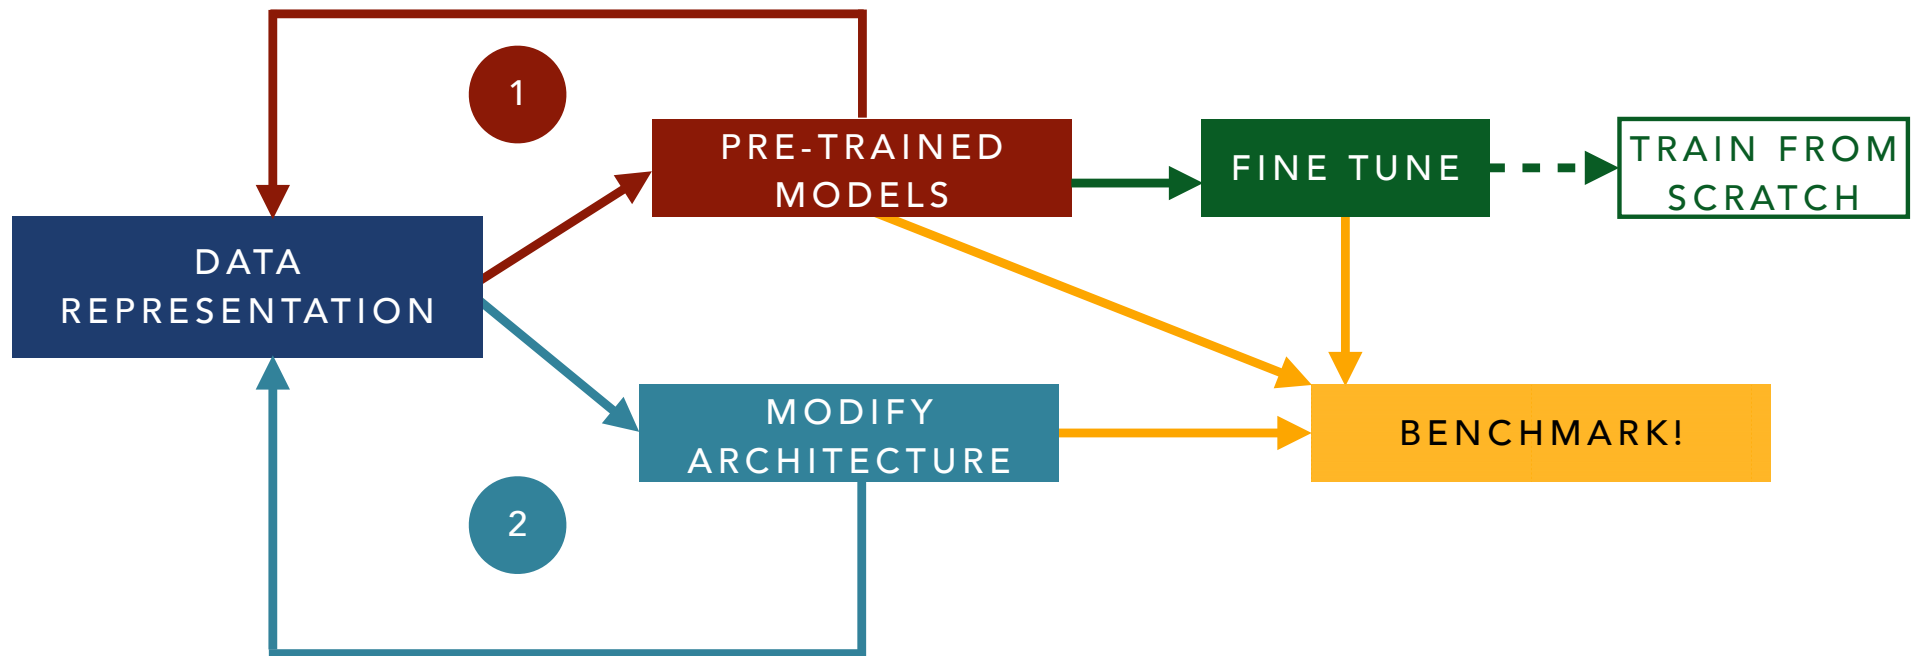 1
PRE-TRAINED
MODELS
FINE TUNE
TRAIN FROM
SCRATCH
DATA
REPRESENTATION
MODIFY
ARCHITECTURE
BENCHMARK!
2